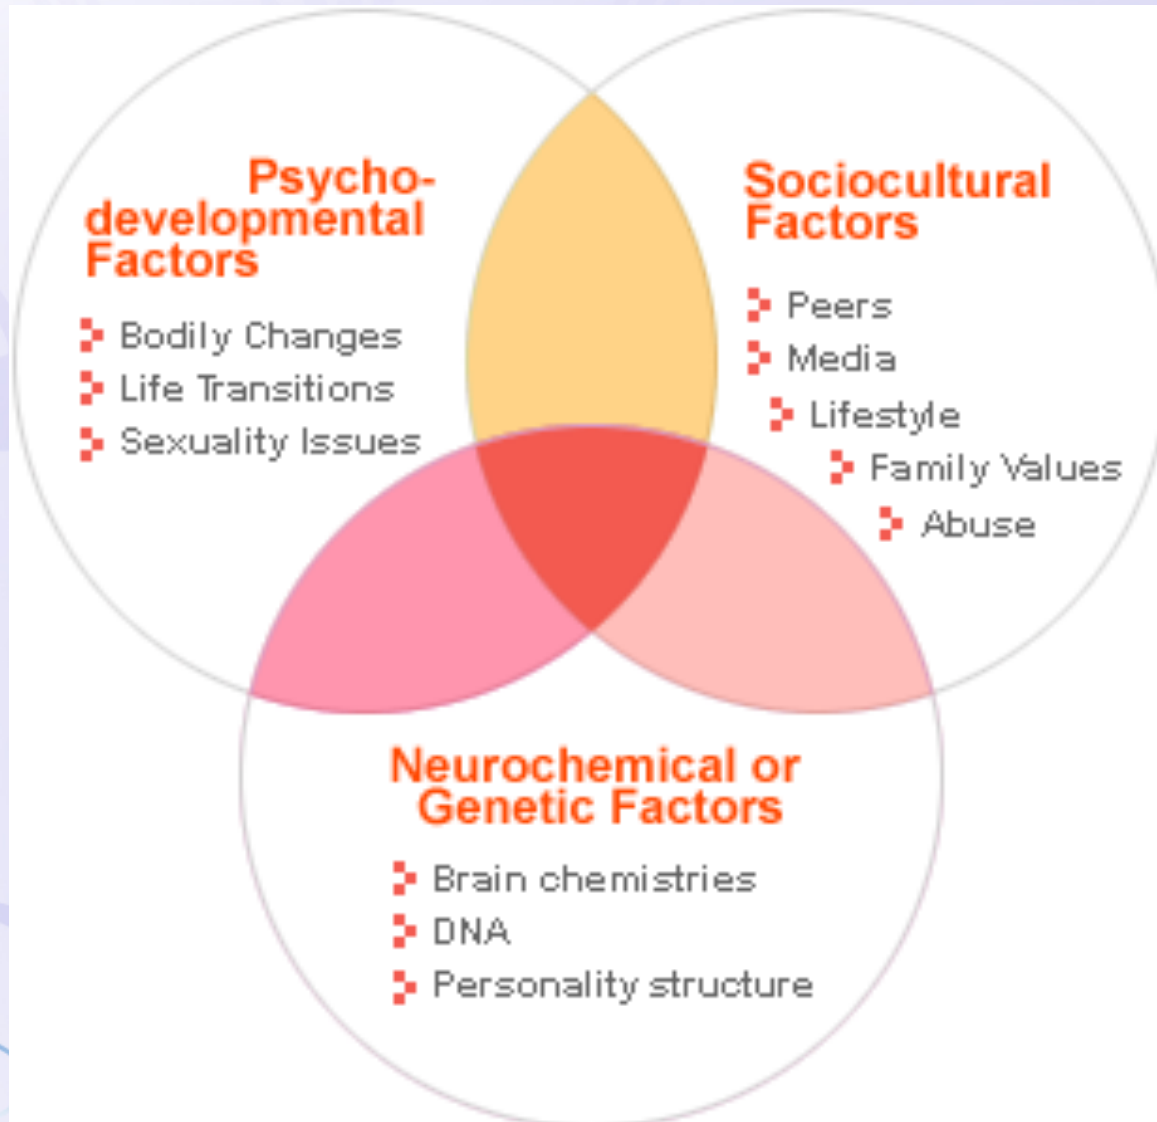 Psycho-
developmental
Factors
Bodily Changes
Life Transitions
Sexuality Issues
Sociocultural
Factors
Peers
Media
Lifestyle
Family Values
Abuse
Neurochemical or
Genetic Factors
Brain chemistries
DNA
Personality structure